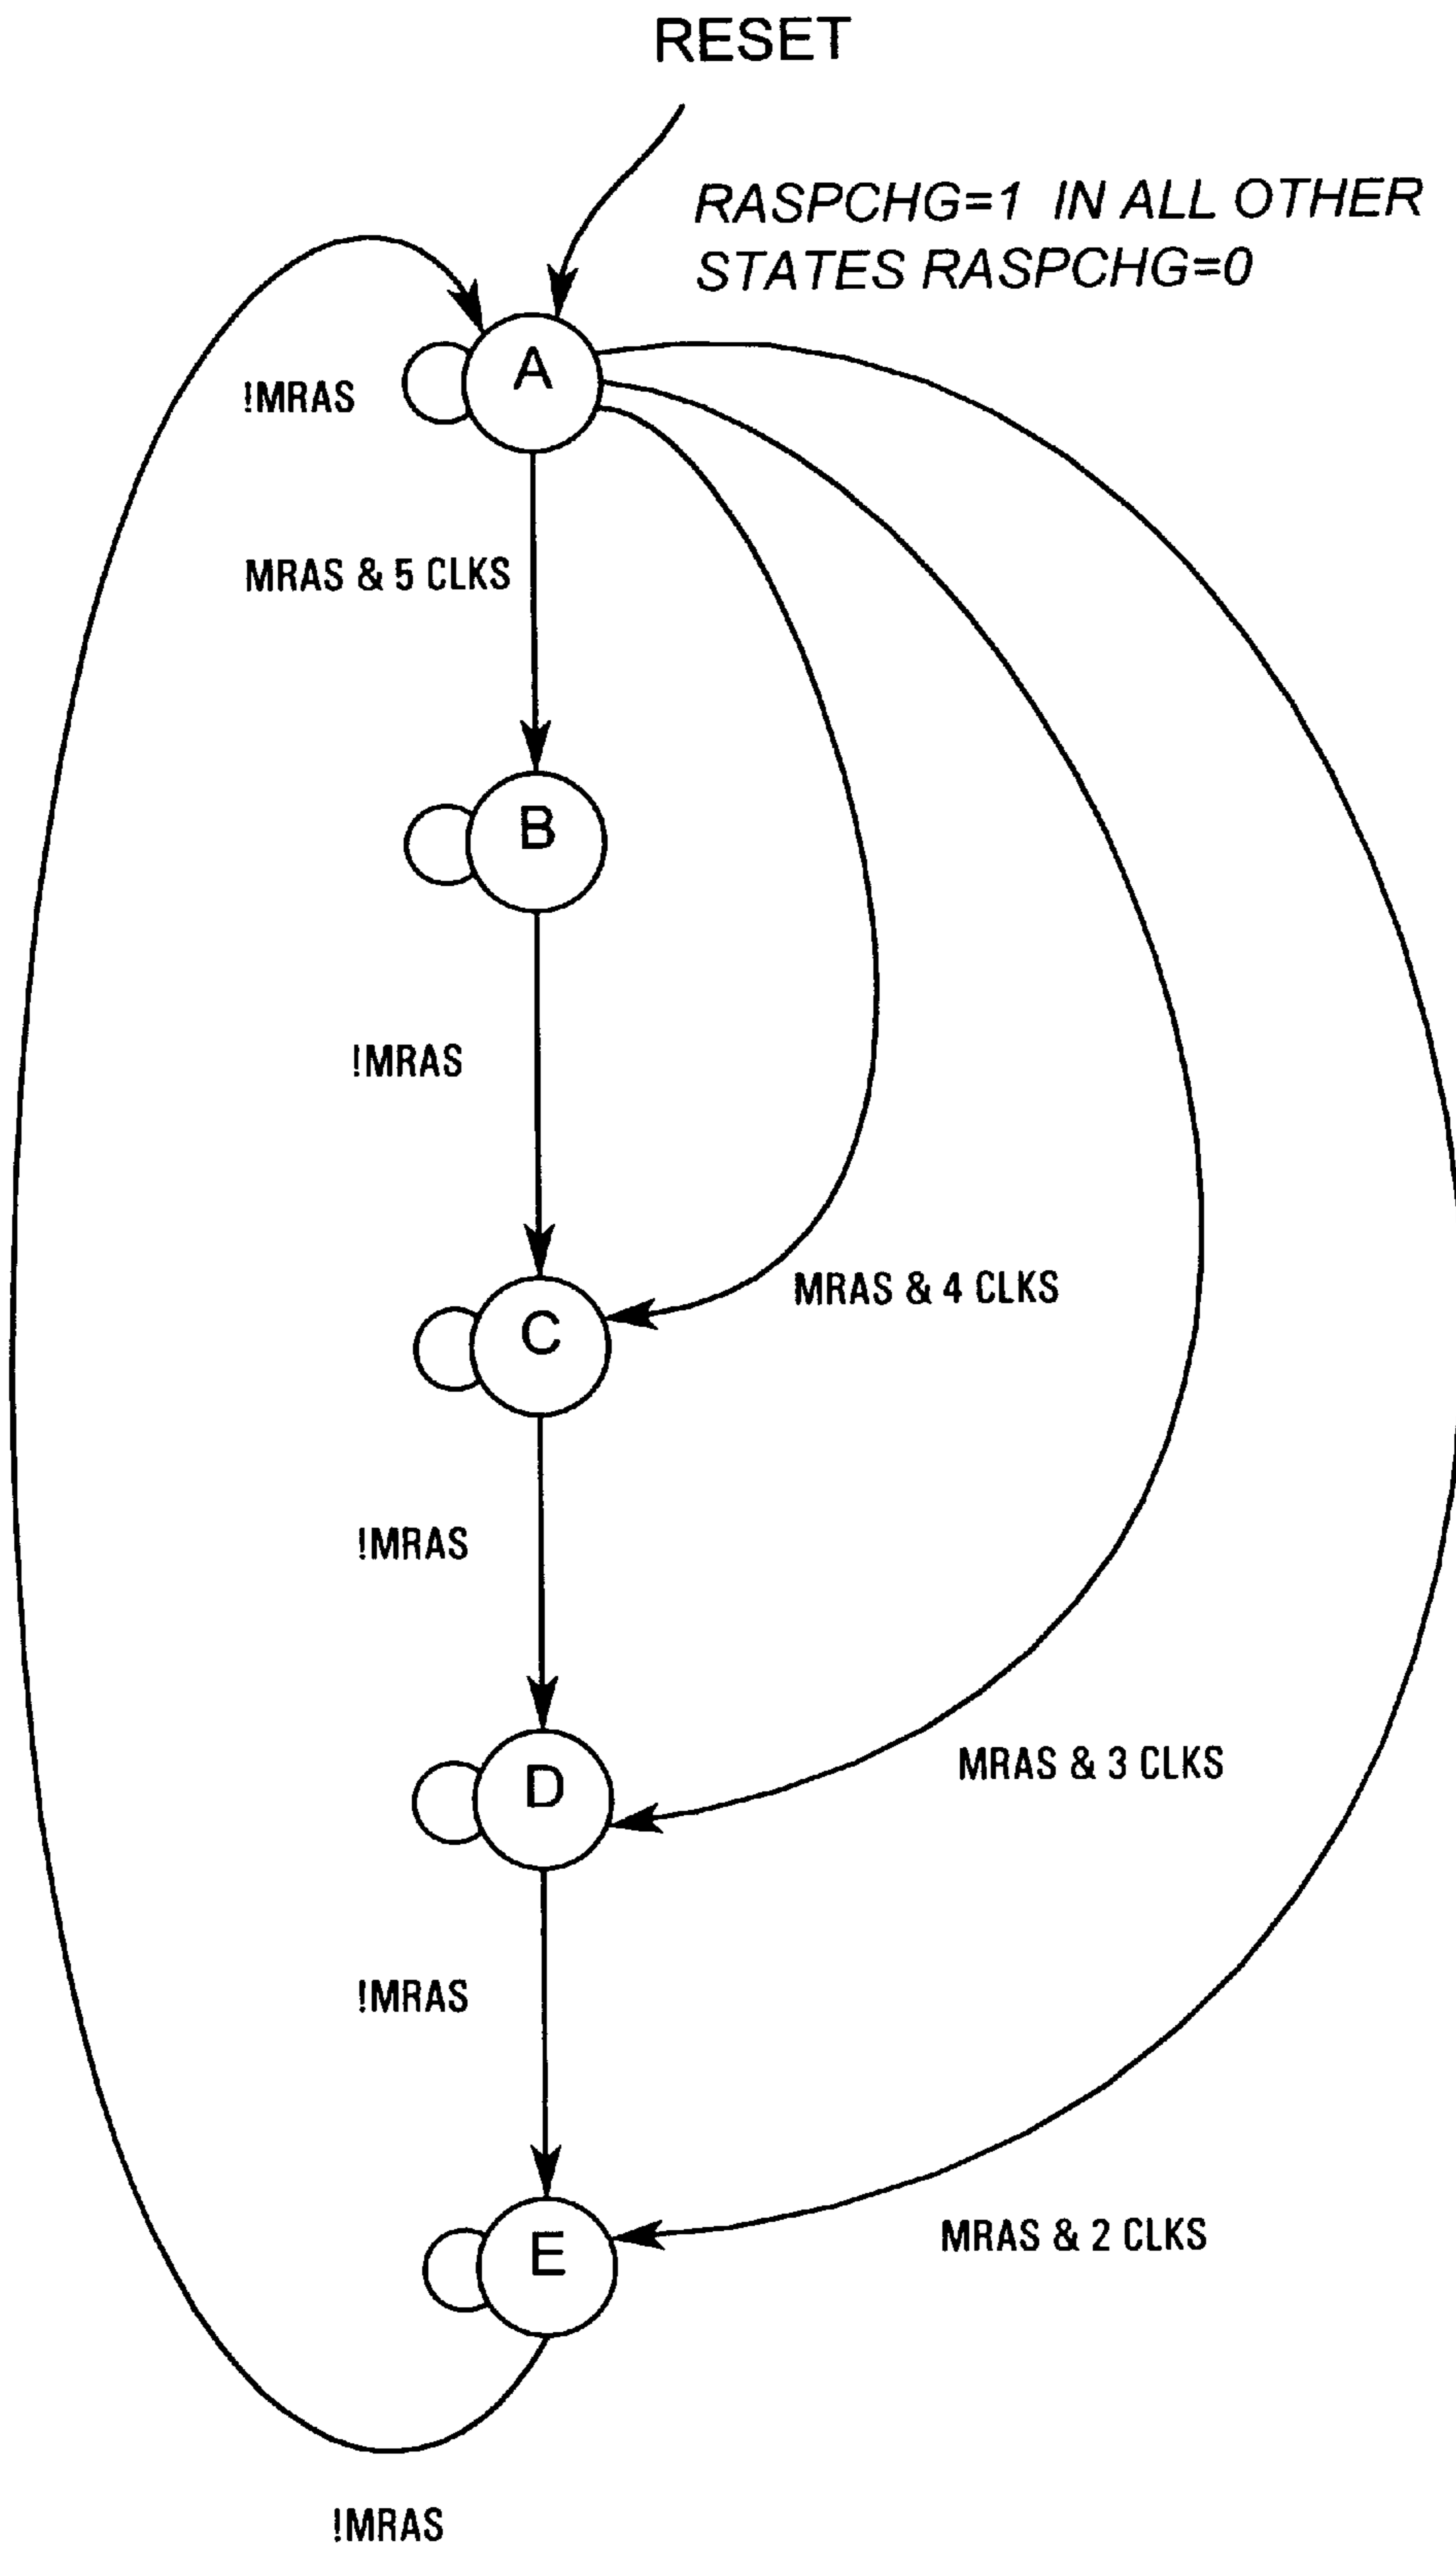 RESET
RASPCHG=1 IN ALL OTHER
STATES RASPCHG=0
A
!MRAS
MRAS & 5 CLKS
B
!MRAS
MRAS & 4 CLKS
C
!MRAS
MRAS & 3 CLKS
D
!MRAS
MRAS & 2 CLKS
E
!MRAS